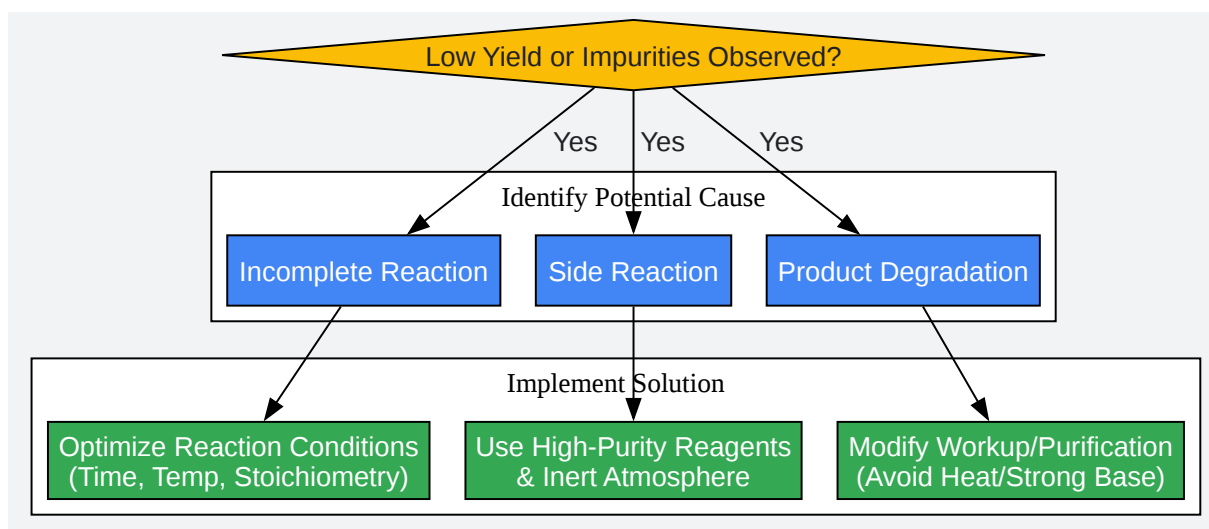 Low Yield or Impurities Observed?
Yes
Yes
Yes
Identify Potential Cause
Incomplete Reaction
Side Reaction
Product Degradation
Implement Solution
Optimize Reaction Conditions
(Time, Temp, Stoichiometry)
Use High-Purity Reagents
& Inert Atmosphere
Modify Workup/Purification
(Avoid Heat/Strong Base)